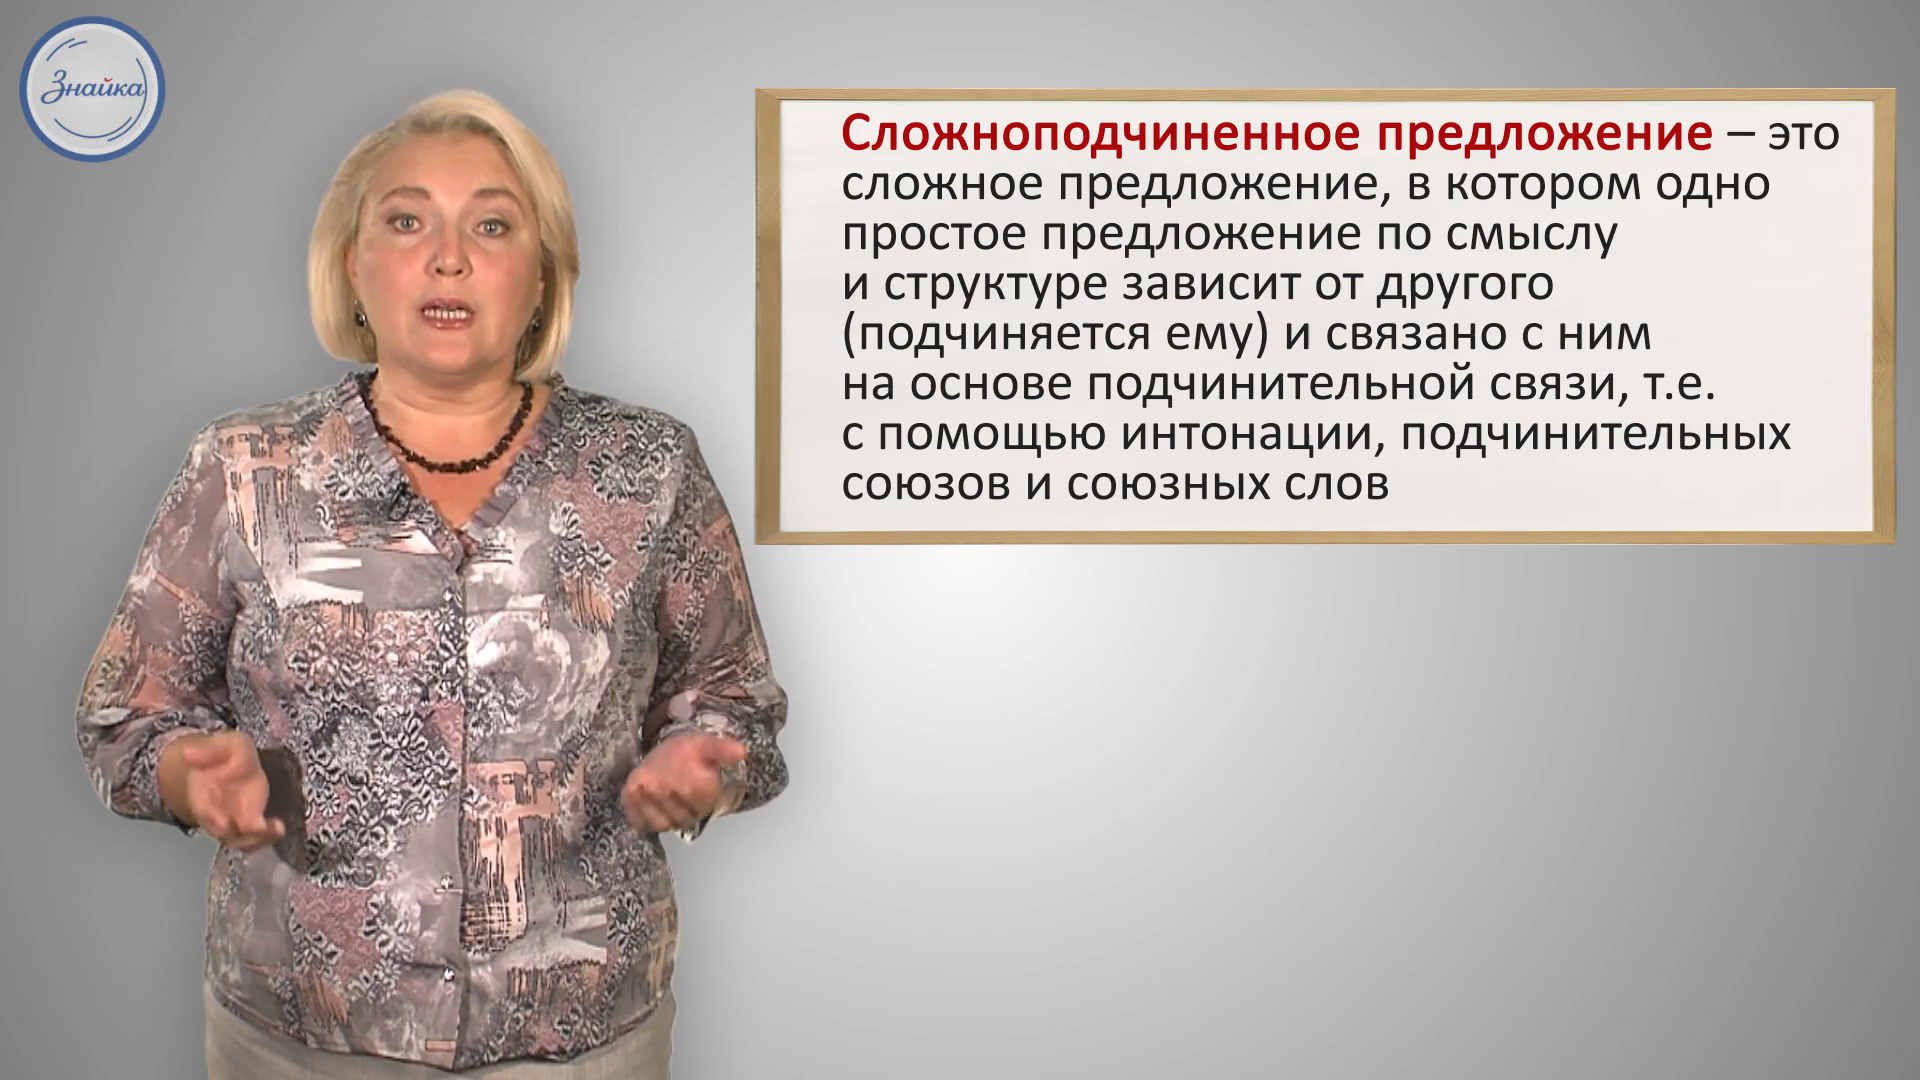 Знайка
Сложноподчиненное предложение – это
сложное предложение, в котором одно
простое предложение по смыслу
и структуре зависит от другого
(подчиняется ему) и связано с ним
на основе подчинительной связи, т.е.
с помощью интонации, подчинительных
союзов и союзных слов